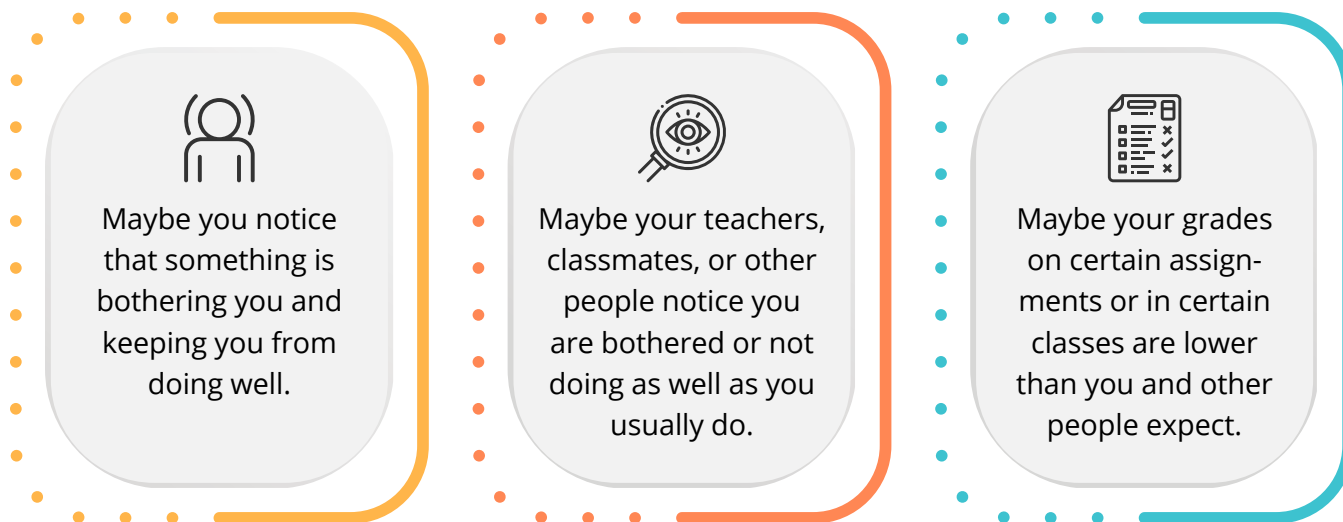 Maybe you notice
that something is
bothering you and
keeping you from
doing well.
Maybe your teachers,
classmates, or other
people notice you
are bothered or not
doing as well as you
usually do.
Maybe your grades
on certain assign-
ments or in certain
classes are lower
than you and other
people expect.